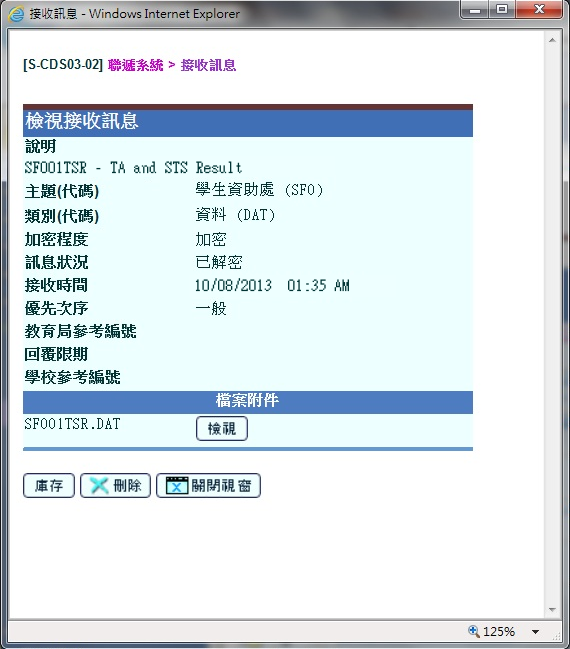 接收訊息 - Windows Internet Explorer
[S-CDS03-02] 聯遞系統 > 接收訊息
檢視接收訊息
說明
SFO01TSR - TA and STS Result
主題(代碼) 學生資助處 (SFO)
類別(代碼) 資料 (DAT)
加密程度 加密
訊息狀況 已解密
接收時間 10/08/2013 01:35 AM
優先次序 一般
教育局參考編號
回覆限期
學校參考編號
檔案附件
SFO01TSR.DAT 檢視
庫存 刪除 關閉視窗
125%